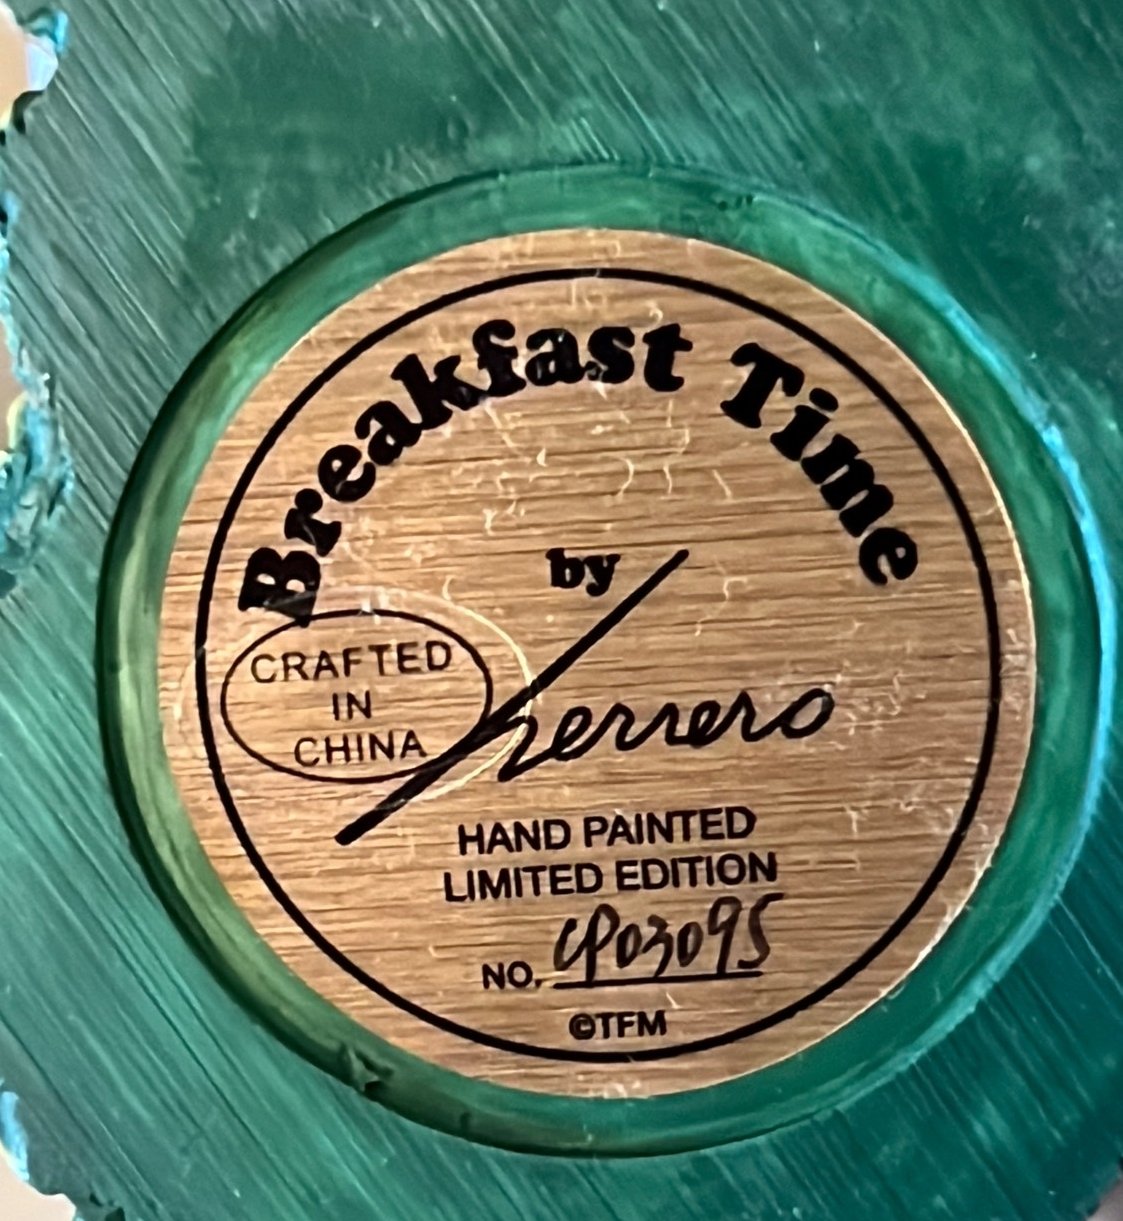 Breakfast Time
by
herrero
CRAFTED
IN
CHINA
HAND PAINTED
LIMITED EDITION
NO. CP03095
©TFM